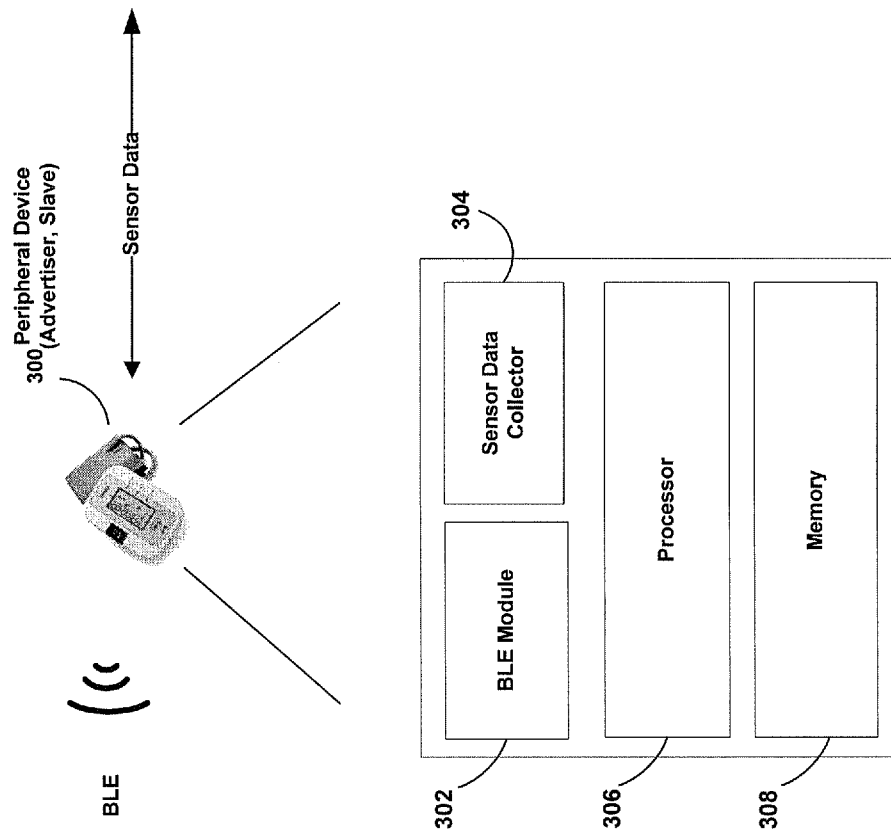 300
Peripheral Device
(Advertiser, Slave)
Sensor Data
BLE
304
Sensor Data
Collector
BLE Module
302
Processor
306
Memory
308